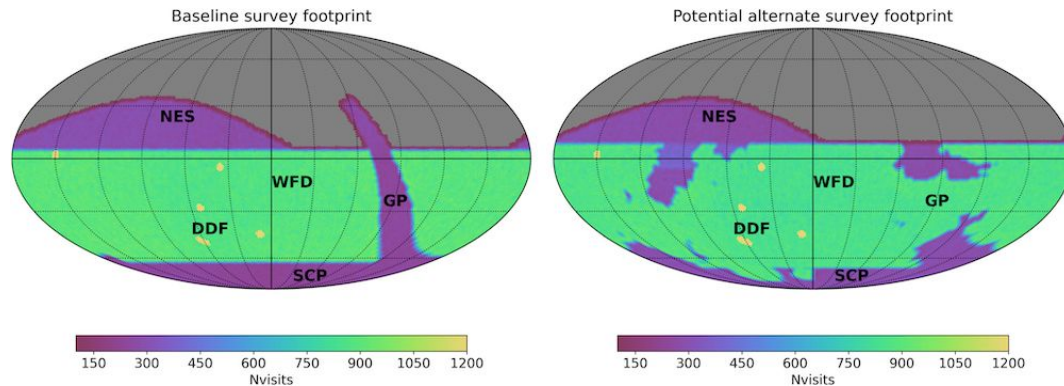 Baseline survey footprint
NES
WFD
GP
DDF
SCP
150 300 450 600 750 900 1050 1200
Nvisits
Potential alternate survey footprint
NES
WFD
GP
DDF
SCP
150 300 450 600 750 900 1050 1200
Nvisits